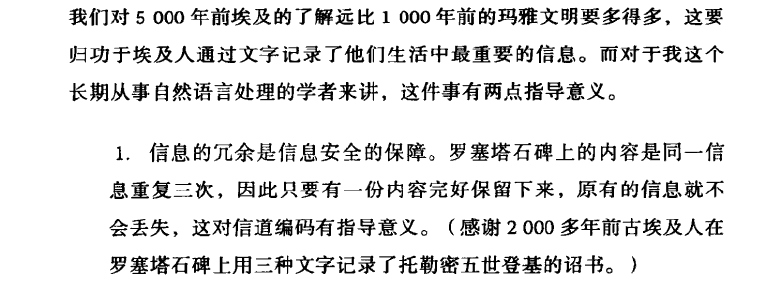 我们对 5 000 年前埃及的了解远比 1 000 年前的玛雅文明要多得多，这要
归功于埃及人通过文字记录了他们生活中最重要的信息。而对于我这个
长期从事自然语言处理的学者来讲，这件事有两点指导意义。
1. 信息的冗余是信息安全的保障。罗塞塔石碑上的内容是同一信
息重复三次，因此只要有一份内容完好保留下来，原有的信息就不
会丢失，这对信道编码有指导意义。（感谢 2 000 多年前古埃及人在
罗塞塔石碑上用三种文字记录了托勒密五世登基的诏书。）